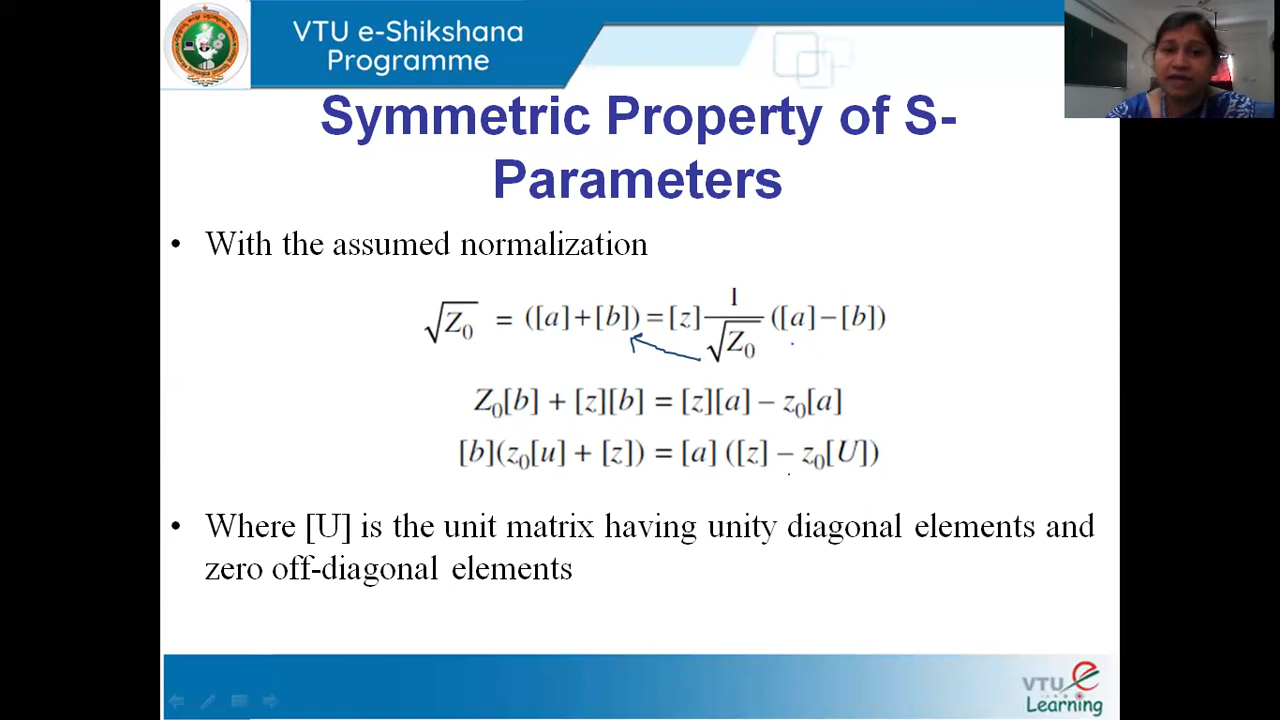 VTU e-Shikshana
Programme
Symmetric Property of S-
Parameters
• With the assumed normalization
√Z₀ = ([a]+[b])=[z] 1/√Z₀ ([a]−[b])
Z₀[b] + [z][b] = [z][a] − z₀[a]
[b](z₀[u] + [z]) = [a] ([z] − z₀[U])
• Where [U] is the unit matrix having unity diagonal elements and
zero off-diagonal elements
VTU e
Learning